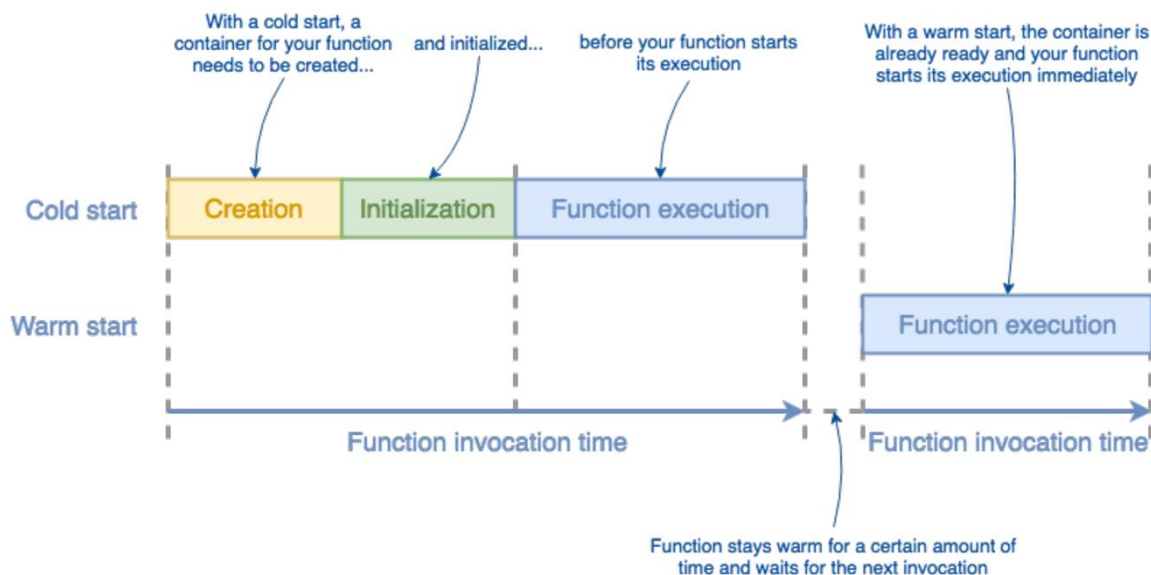 With a cold start, a
container for your function
needs to be created...
and initialized...
before your function starts
its execution
With a warm start, the container is
already ready and your function
starts its execution immediately
Cold start
Creation
Initialization
Function execution
Warm start
Function execution
Function invocation time
Function invocation time
Function stays warm for a certain amount of
time and waits for the next invocation